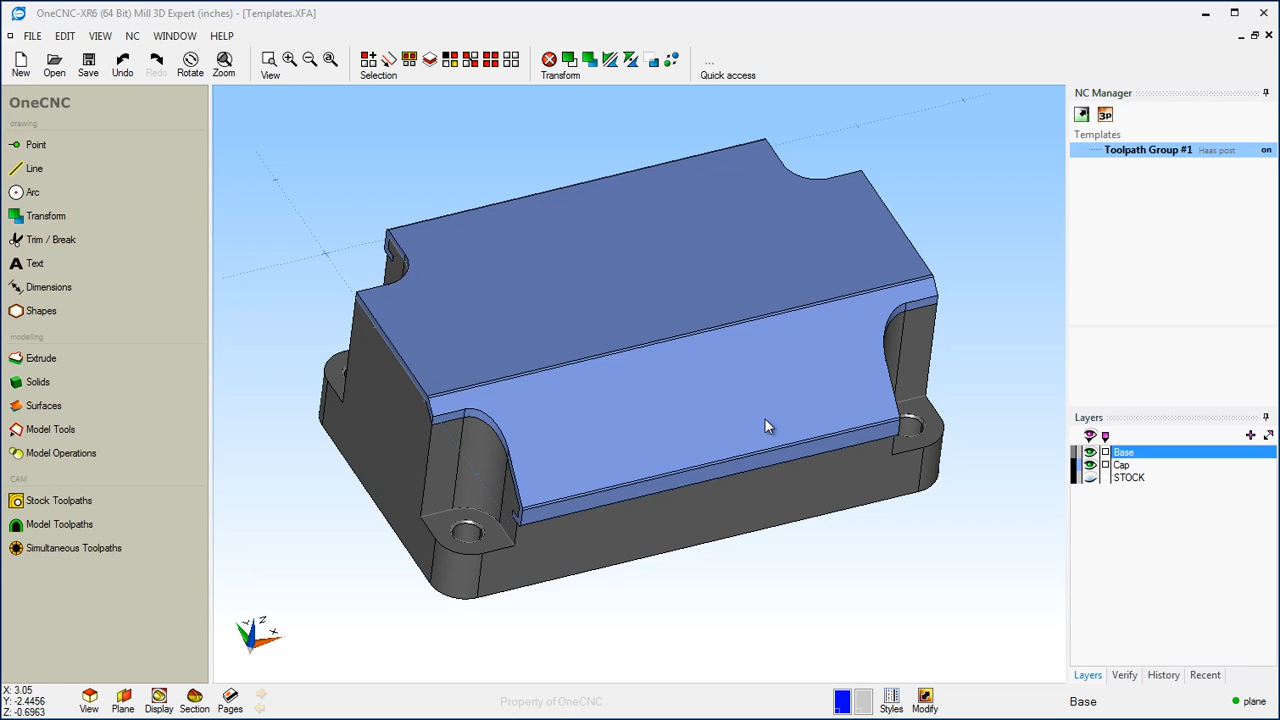 OneCNC-XR6 (64 Bit) Mill 3D Expert (inches) - [Templates.XFA]
FILE EDIT VIEW NC WINDOW HELP
New Open Save Undo Redo Rotate Zoom View Selection Transform ... Quick access
OneCNC
drawing
Point
Line
Arc
Transform
Trim / Break
Text
Dimensions
Shapes
modelling
Extrude
Solids
Surfaces
Model Tools
Model Operations
CAM
Stock Toolpaths
Model Toolpaths
Simultaneous Toolpaths
Y Z X
NC Manager
3P
Templates
Toolpath Group #1 Haas post on
Layers
Base
Cap
STOCK
Layers Verify History Recent
X: 3.05
Y: -2.4456
Z: -0.6963
View Plane Display Section Pages
Property of OneCNC
Styles Modify
Base
plane